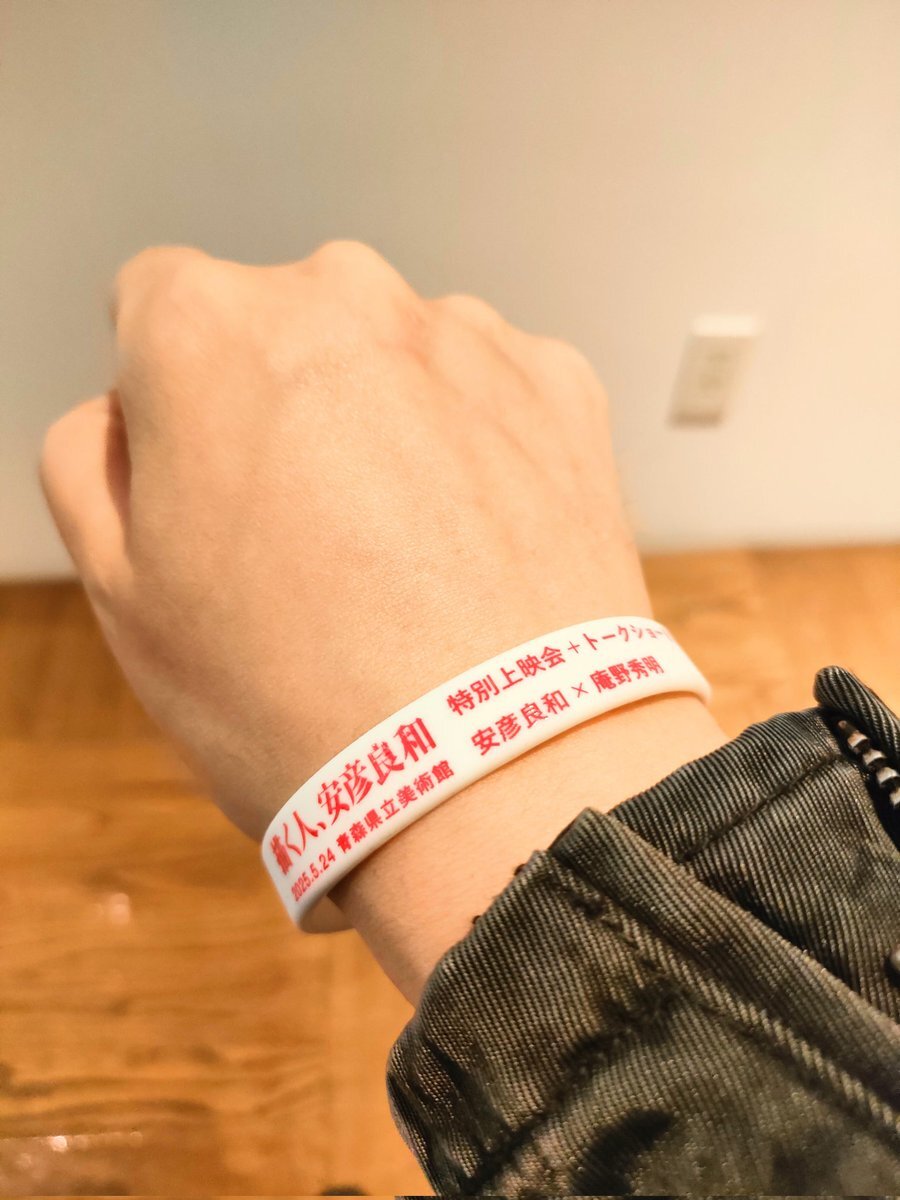 描く人、安彦良和
2025.5.24 青森県立美術館
特別上映会+トークショー
安彦良和×庵野秀明